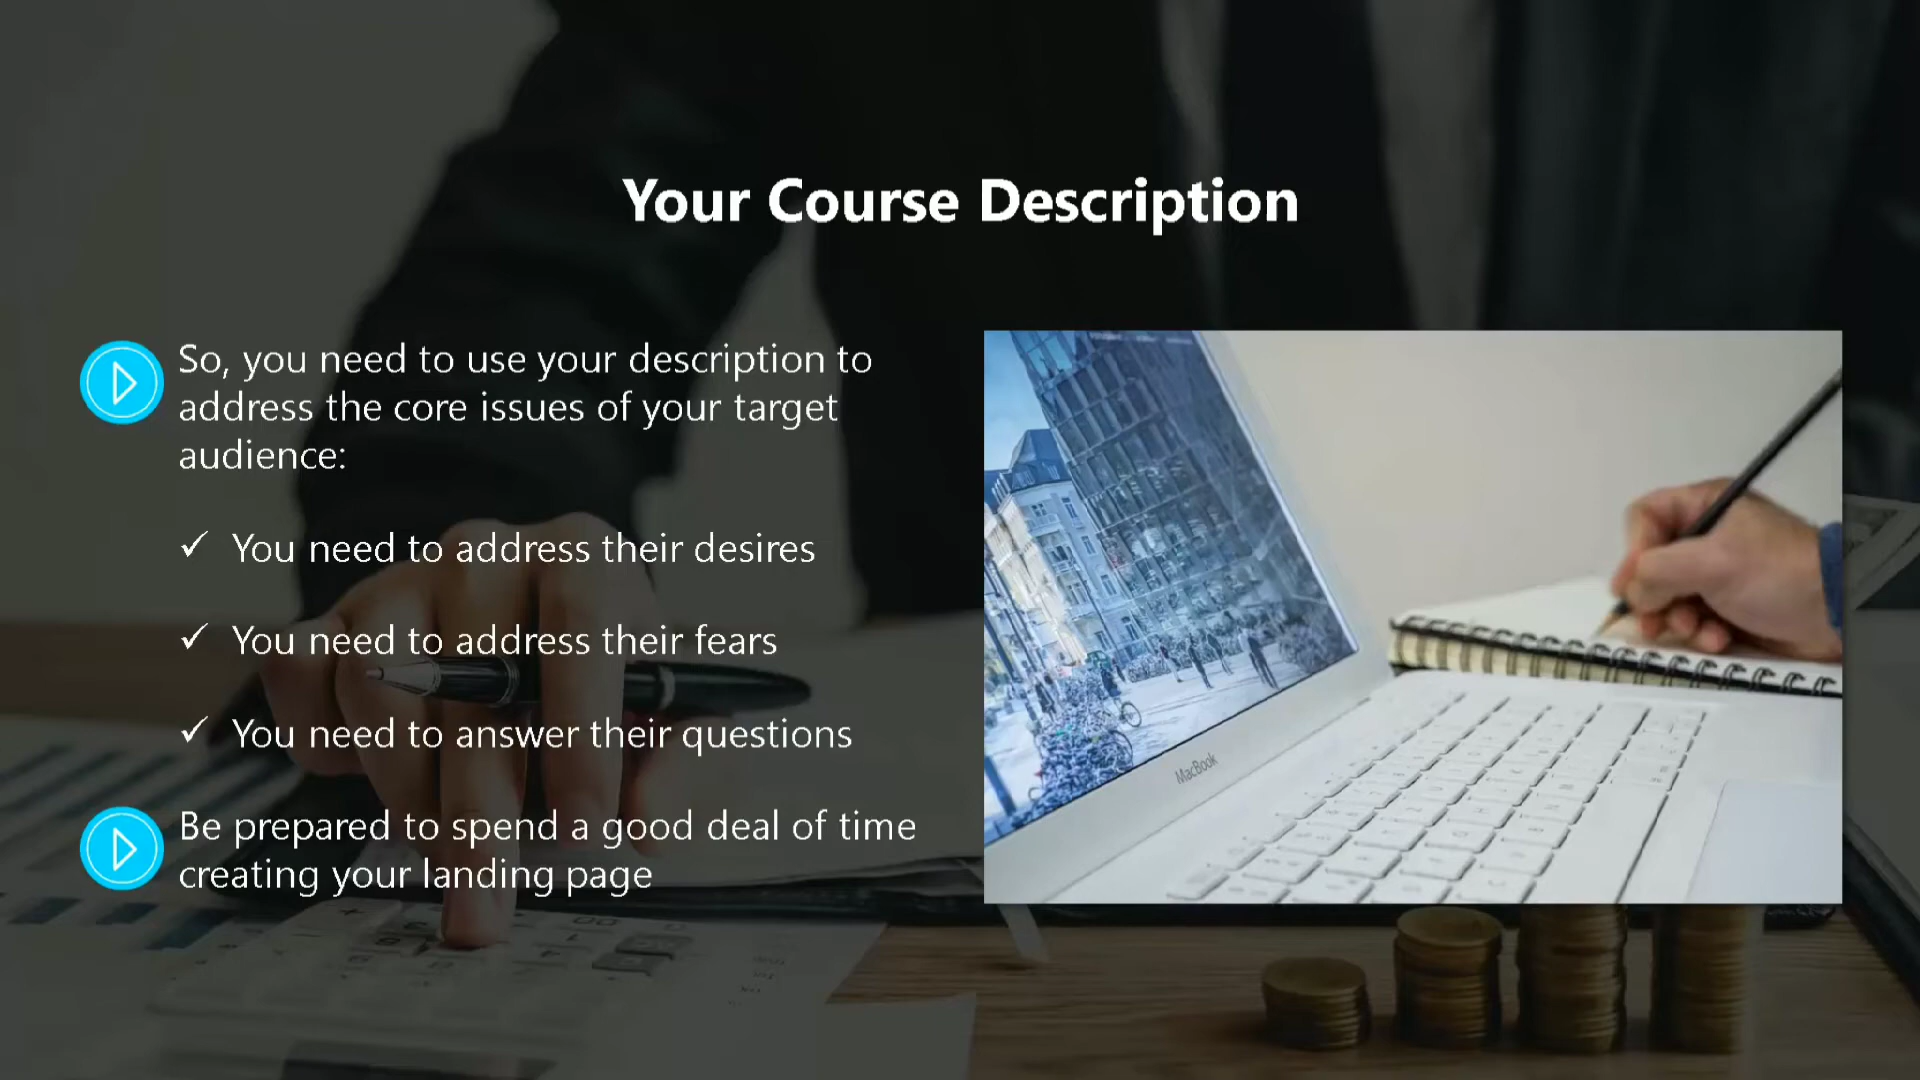 Your Course Description
So, you need to use your description to
address the core issues of your target
audience:
You need to address their desires
You need to address their fears
You need to answer their questions
Be prepared to spend a good deal of time
creating your landing page
MacBook